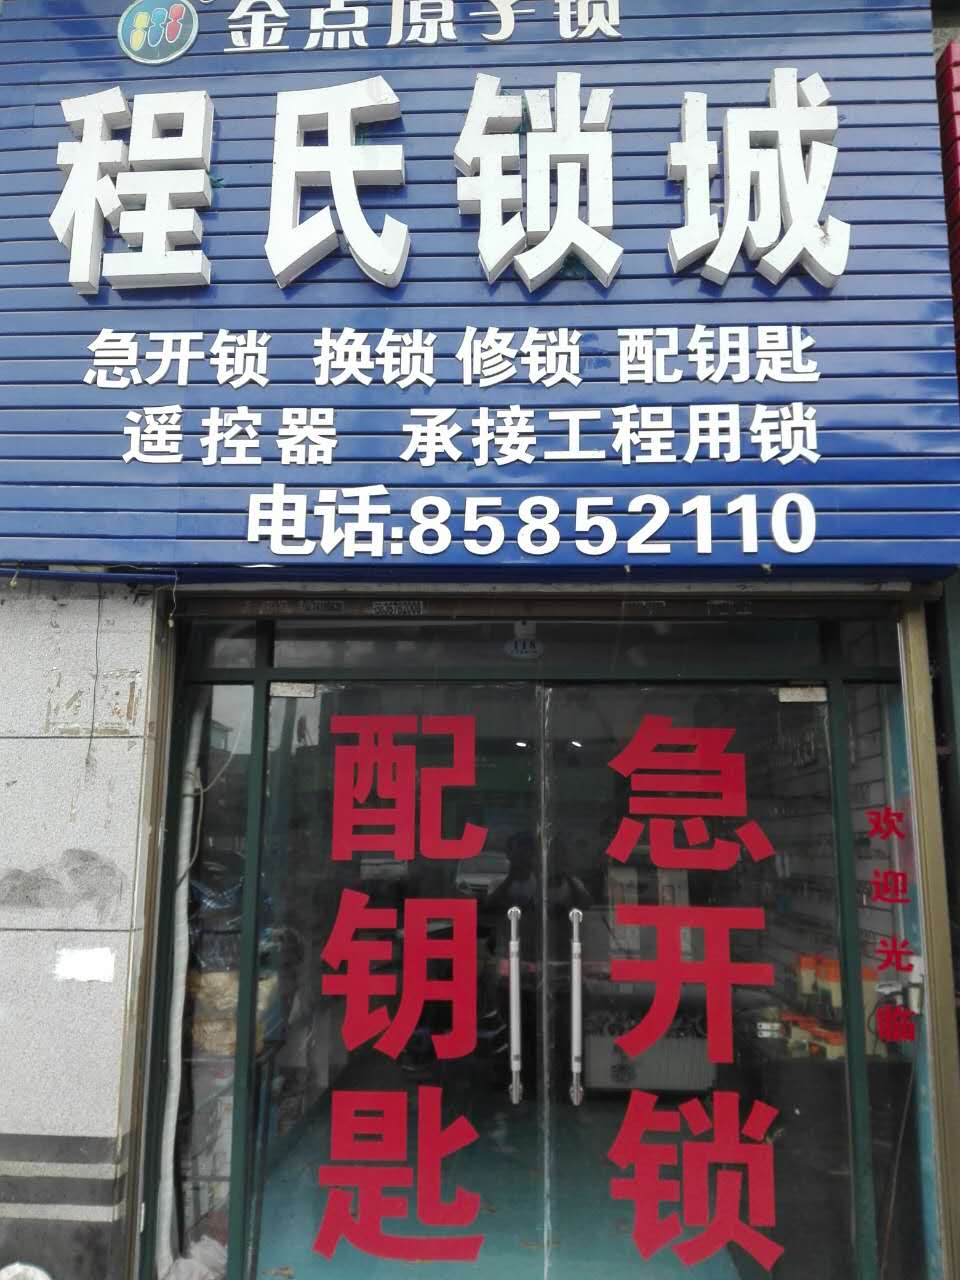 金点原子锁
程氏锁城
急开锁 换锁 修锁 配钥匙
遥控器 承接工程用锁
电话:85852110
118
配钥匙
急开锁
欢迎光临